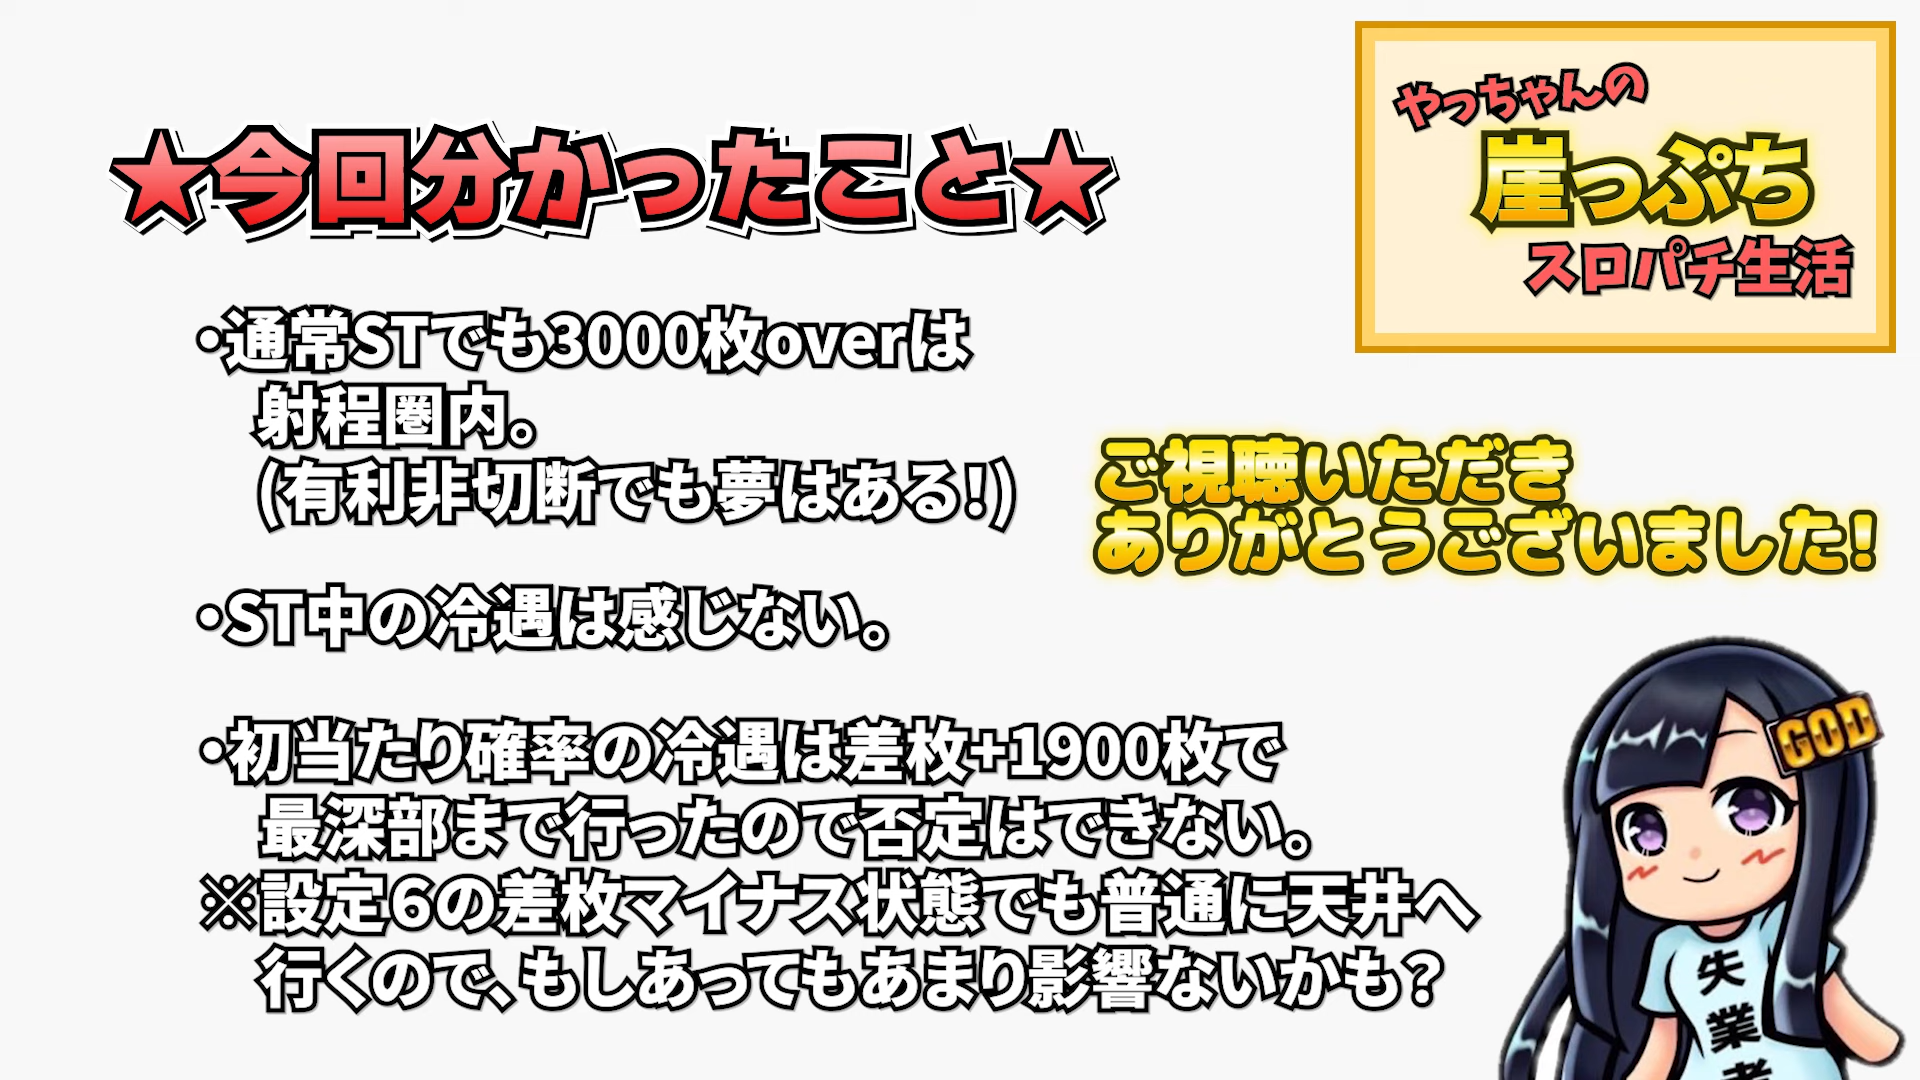 ★今回分かったこと★
やっちゃんの
崖っぷち
スロパチ生活
・通常STでも3000枚overは
射程圏内。
(有利非切断でも夢はある!)
・ST中の冷遇は感じない。
・初当たり確率の冷遇は差枚+1900枚で
最深部まで行ったので否定はできない。
※設定６の差枚マイナス状態でも普通に天井へ
行くので、もしあってもあまり影響ないかも？
ご視聴いただき
ありがとうございました!
GOD
失業者